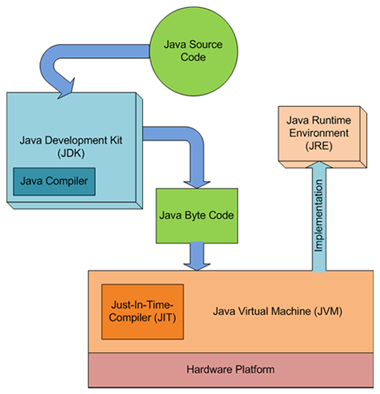 Java Source
Code
Java Development Kit
(JDK)
Java Compiler
Java Runtime
Environment
(JRE)
Java Byte Code
Implementation
Just-In-Time-
Compiler (JIT)
Java Virtual Machine (JVM)
Hardware Platform